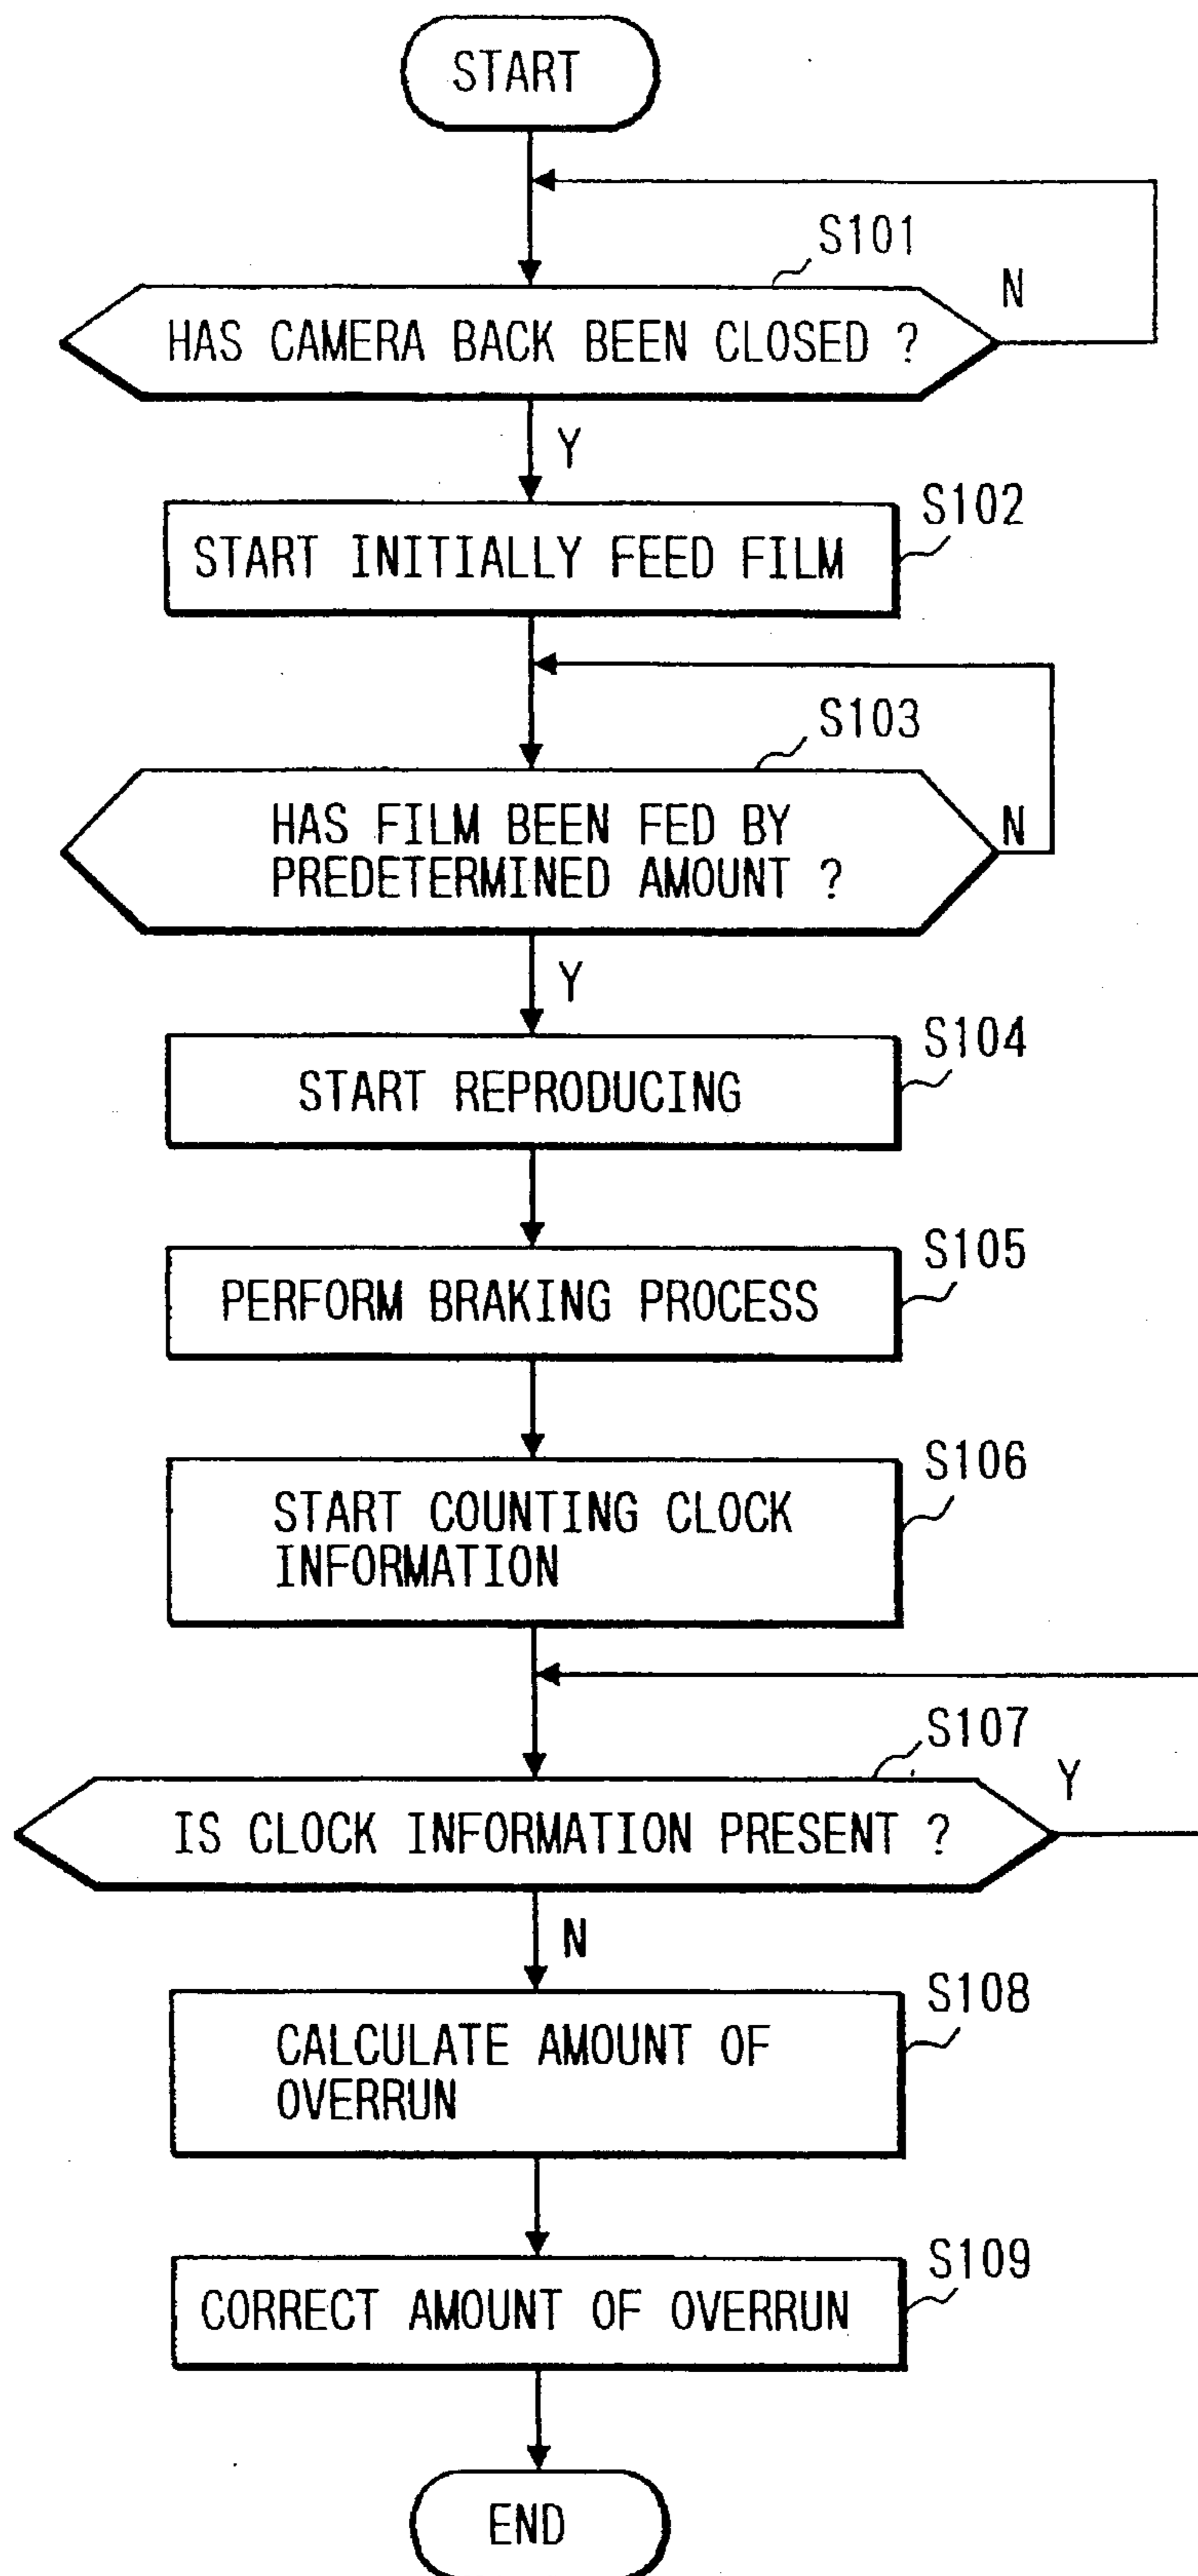 START
S101
N
HAS CAMERA BACK BEEN CLOSED ?
Y
S102
START INITIALLY FEED FILM
S103
HAS FILM BEEN FED BY
PREDETERMINED AMOUNT ?
N
Y
S104
START REPRODUCING
S105
PERFORM BRAKING PROCESS
S106
START COUNTING CLOCK
INFORMATION
S107
Y
IS CLOCK INFORMATION PRESENT ?
N
S108
CALCULATE AMOUNT OF
OVERRUN
S109
CORRECT AMOUNT OF OVERRUN
END